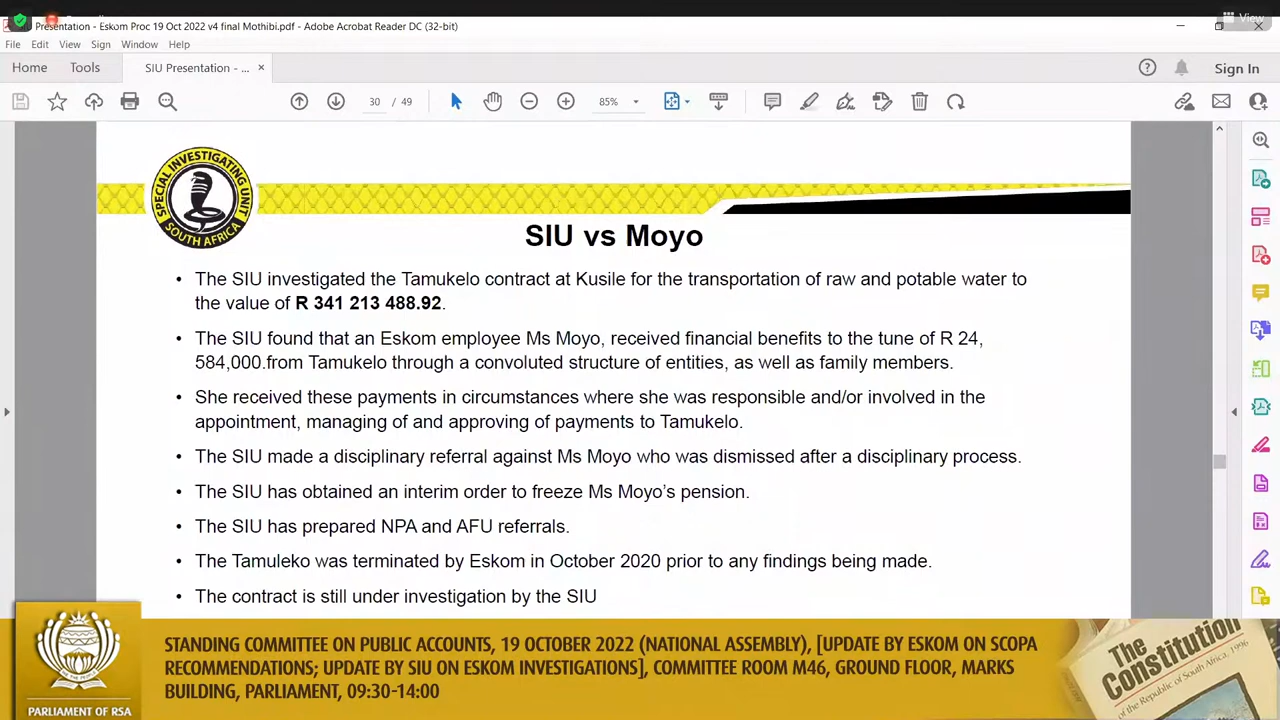 View
Presentation - Eskom Proc 19 Oct 2022 v4 final Mothibi.pdf - Adobe Acrobat Reader DC (32-bit)
File Edit View Sign Window Help
Home Tools SIU Presentation - ... × Sign In
30 / 49 85%
SPECIAL INVESTIGATING UNIT
SOUTH AFRICA
SIU vs Moyo
• The SIU investigated the Tamukelo contract at Kusile for the transportation of raw and potable water to
the value of R 341 213 488.92.
• The SIU found that an Eskom employee Ms Moyo, received financial benefits to the tune of R 24,
584,000.from Tamukelo through a convoluted structure of entities, as well as family members.
• She received these payments in circumstances where she was responsible and/or involved in the
appointment, managing of and approving of payments to Tamukelo.
• The SIU made a disciplinary referral against Ms Moyo who was dismissed after a disciplinary process.
• The SIU has obtained an interim order to freeze Ms Moyo's pension.
• The SIU has prepared NPA and AFU referrals.
• The Tamuleko was terminated by Eskom in October 2020 prior to any findings being made.
• The contract is still under investigation by the SIU
STANDING COMMITTEE ON PUBLIC ACCOUNTS, 19 OCTOBER 2022 (NATIONAL ASSEMBLY), [UPDATE BY ESKOM ON SCOPA
RECOMMENDATIONS; UPDATE BY SIU ON ESKOM INVESTIGATIONS], COMMITTEE ROOM M46, GROUND FLOOR, MARKS
BUILDING, PARLIAMENT, 09:30-14:00
PARLIAMENT OF RSA
The
Constitution
of the Republic of South Africa, 1996